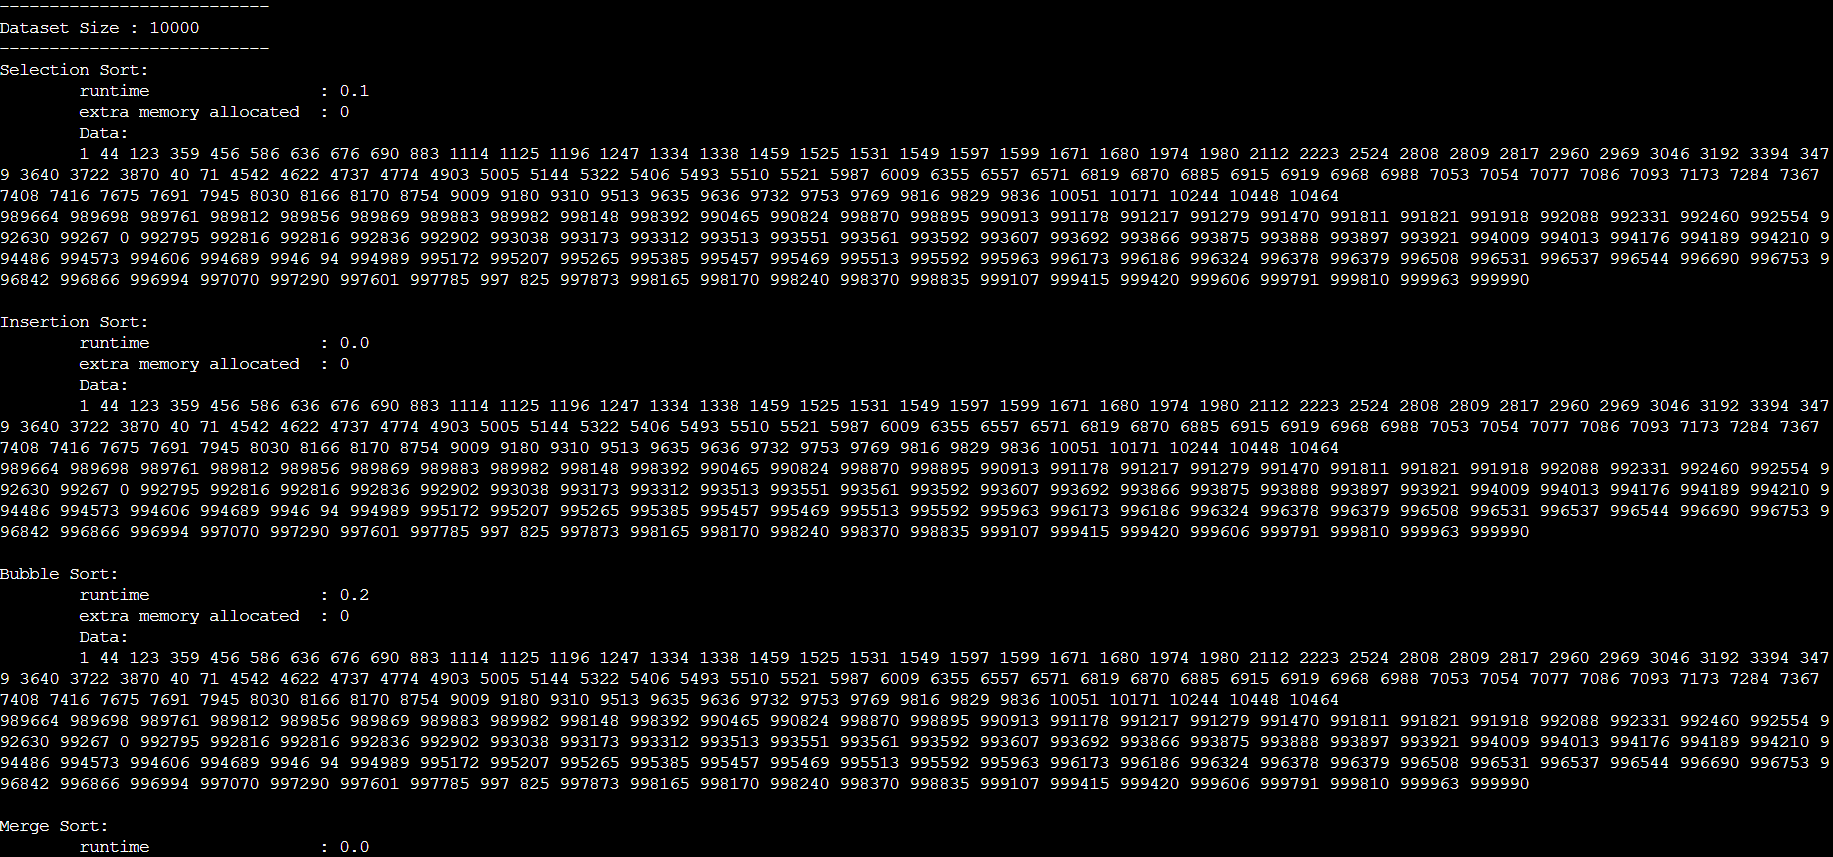 ---------------------------
Dataset Size : 10000
---------------------------
Selection Sort:
        runtime                 : 0.1
        extra memory allocated  : 0
        Data:
        1 44 123 359 456 586 636 676 690 883 1114 1125 1196 1247 1334 1338 1459 1525 1531 1549 1597 1599 1671 1680 1974 1980 2112 2223 2524 2808 2809 2817 2960 2969 3046 3192 3394 347
9 3640 3722 3870 40 71 4542 4622 4737 4774 4903 5005 5144 5322 5406 5493 5510 5521 5987 6009 6355 6557 6571 6819 6870 6885 6915 6919 6968 6988 7053 7054 7077 7086 7093 7173 7284 7367
7408 7416 7675 7691 7945 8030 8166 8170 8754 9009 9180 9310 9513 9635 9636 9732 9753 9769 9816 9829 9836 10051 10171 10244 10448 10464
989664 989698 989761 989812 989856 989869 989883 989982 998148 998392 990465 990824 998870 998895 990913 991178 991217 991279 991470 991811 991821 991918 992088 992331 992460 992554 9
92630 99267 0 992795 992816 992816 992836 992902 993038 993173 993312 993513 993551 993561 993592 993607 993692 993866 993875 993888 993897 993921 994009 994013 994176 994189 994210 9
94486 994573 994606 994689 9946 94 994989 995172 995207 995265 995385 995457 995469 995513 995592 995963 996173 996186 996324 996378 996379 996508 996531 996537 996544 996690 996753 9
96842 996866 996994 997070 997290 997601 997785 997 825 997873 998165 998170 998240 998370 998835 999107 999415 999420 999606 999791 999810 999963 999990
Insertion Sort:
        runtime                 : 0.0
        extra memory allocated  : 0
        Data:
        1 44 123 359 456 586 636 676 690 883 1114 1125 1196 1247 1334 1338 1459 1525 1531 1549 1597 1599 1671 1680 1974 1980 2112 2223 2524 2808 2809 2817 2960 2969 3046 3192 3394 347
9 3640 3722 3870 40 71 4542 4622 4737 4774 4903 5005 5144 5322 5406 5493 5510 5521 5987 6009 6355 6557 6571 6819 6870 6885 6915 6919 6968 6988 7053 7054 7077 7086 7093 7173 7284 7367
7408 7416 7675 7691 7945 8030 8166 8170 8754 9009 9180 9310 9513 9635 9636 9732 9753 9769 9816 9829 9836 10051 10171 10244 10448 10464
989664 989698 989761 989812 989856 989869 989883 989982 998148 998392 990465 990824 998870 998895 990913 991178 991217 991279 991470 991811 991821 991918 992088 992331 992460 992554 9
92630 99267 0 992795 992816 992816 992836 992902 993038 993173 993312 993513 993551 993561 993592 993607 993692 993866 993875 993888 993897 993921 994009 994013 994176 994189 994210 9
94486 994573 994606 994689 9946 94 994989 995172 995207 995265 995385 995457 995469 995513 995592 995963 996173 996186 996324 996378 996379 996508 996531 996537 996544 996690 996753 9
96842 996866 996994 997070 997290 997601 997785 997 825 997873 998165 998170 998240 998370 998835 999107 999415 999420 999606 999791 999810 999963 999990
Bubble Sort:
        runtime                 : 0.2
        extra memory allocated  : 0
        Data:
        1 44 123 359 456 586 636 676 690 883 1114 1125 1196 1247 1334 1338 1459 1525 1531 1549 1597 1599 1671 1680 1974 1980 2112 2223 2524 2808 2809 2817 2960 2969 3046 3192 3394 347
9 3640 3722 3870 40 71 4542 4622 4737 4774 4903 5005 5144 5322 5406 5493 5510 5521 5987 6009 6355 6557 6571 6819 6870 6885 6915 6919 6968 6988 7053 7054 7077 7086 7093 7173 7284 7367
7408 7416 7675 7691 7945 8030 8166 8170 8754 9009 9180 9310 9513 9635 9636 9732 9753 9769 9816 9829 9836 10051 10171 10244 10448 10464
989664 989698 989761 989812 989856 989869 989883 989982 998148 998392 990465 990824 998870 998895 990913 991178 991217 991279 991470 991811 991821 991918 992088 992331 992460 992554 9
92630 99267 0 992795 992816 992816 992836 992902 993038 993173 993312 993513 993551 993561 993592 993607 993692 993866 993875 993888 993897 993921 994009 994013 994176 994189 994210 9
94486 994573 994606 994689 9946 94 994989 995172 995207 995265 995385 995457 995469 995513 995592 995963 996173 996186 996324 996378 996379 996508 996531 996537 996544 996690 996753 9
96842 996866 996994 997070 997290 997601 997785 997 825 997873 998165 998170 998240 998370 998835 999107 999415 999420 999606 999791 999810 999963 999990
Merge Sort:
        runtime                 : 0.0